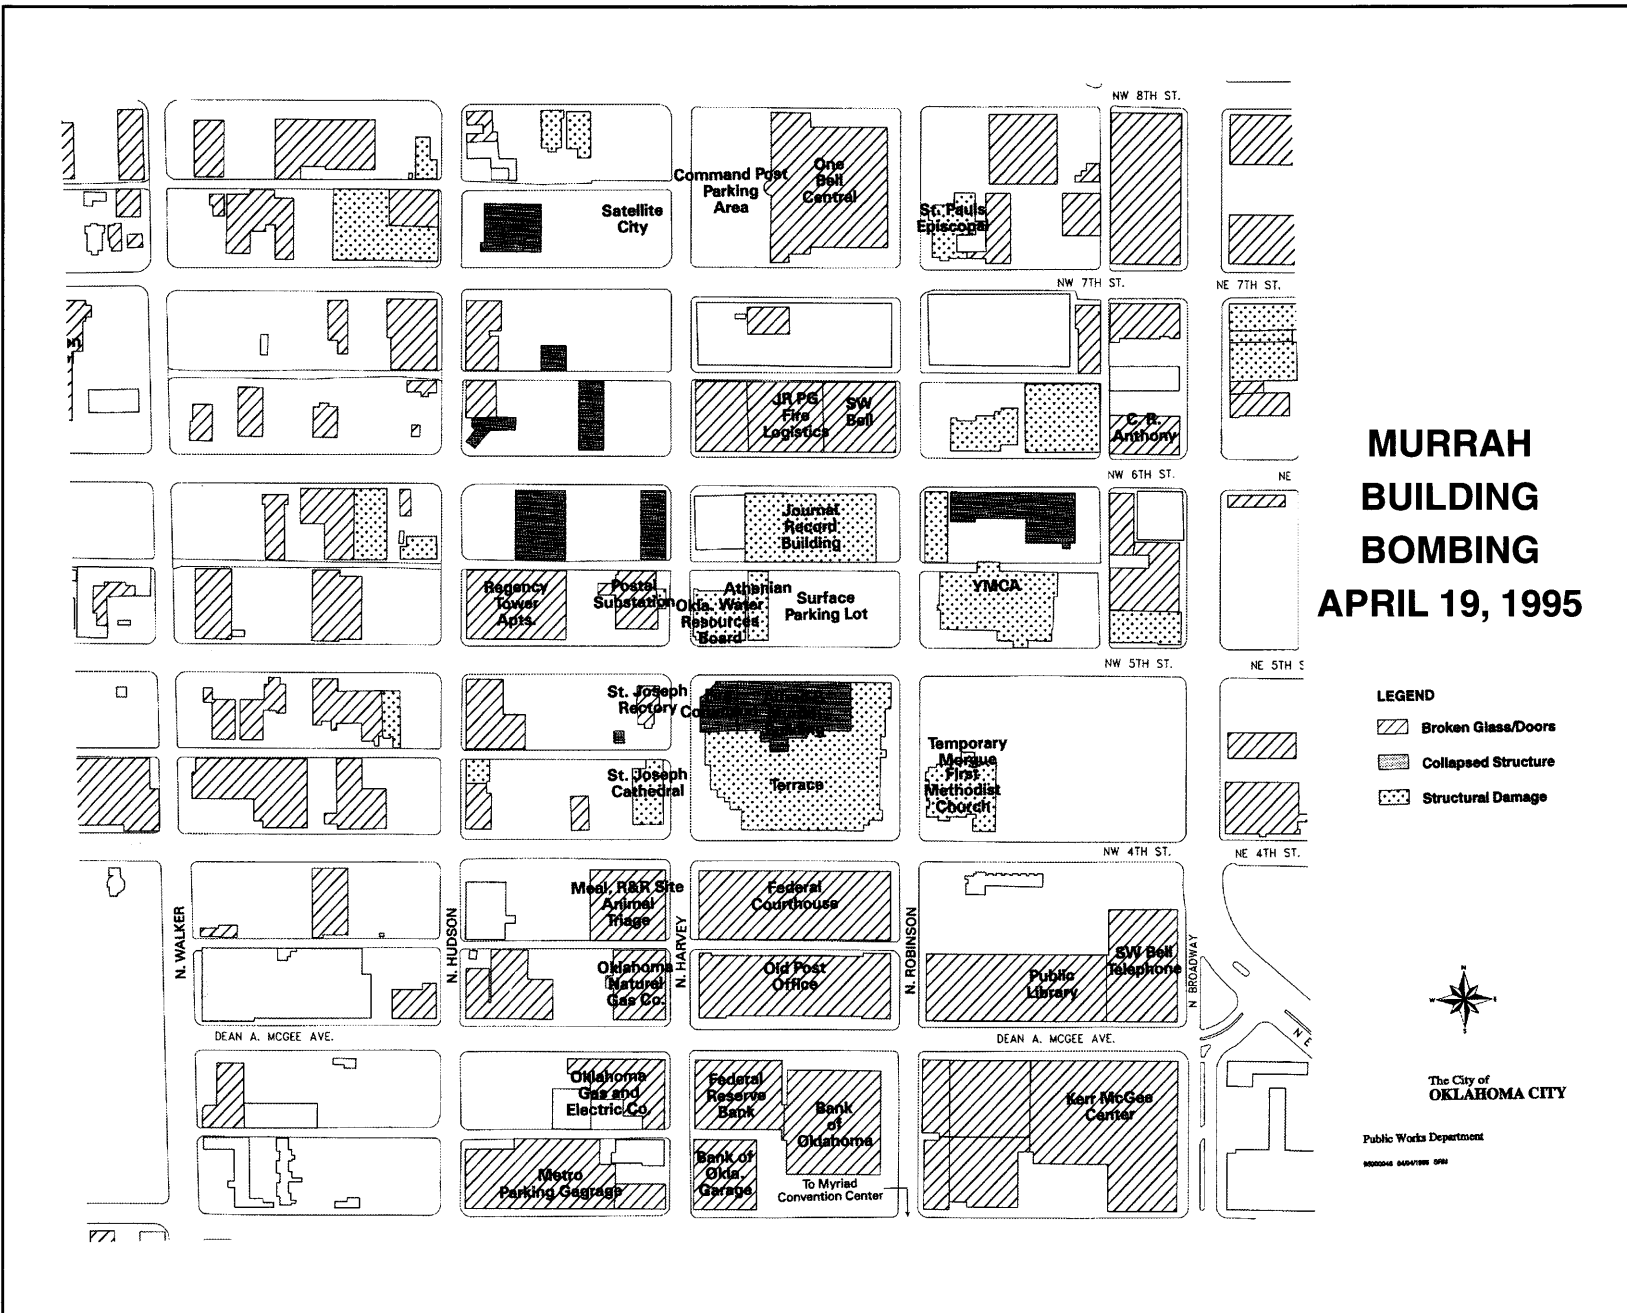 NW 8TH ST.
Command Post
Parking
Area
One
Bell
Central
Satellite
City
St. Pauls
Episcopal
NW 7TH ST.
NE 7TH ST.
JR PG
Fire
Logistics
SW
Bell
C. R.
Anthony
MURRAH
BUILDING
BOMBING
APRIL 19, 1995
NW 6TH ST.
NE
Journal
Record
Building
Regency
Tower
Apts.
Postal
Substation
Athenian
Okla. Water
Resources
Board
Surface
Parking Lot
YMCA
NW 5TH ST.
NE 5TH S
St. Joseph
Rectory
LEGEND
Broken Glass/Doors
Collapsed Structure
Structural Damage
Temporary
Morgue
First
Methodist
Church
St. Joseph
Cathedral
Terrace
NW 4TH ST.
NE 4TH ST.
N. WALKER
N. HUDSON
N. HARVEY
N. ROBINSON
N BROADWAY
Meal, R&R Site
Animal
Triage
Federal
Courthouse
Oklahoma
Natural
Gas Co.
Old Post
Office
Public
Library
SW Bell
Telephone
N
W
E
S
DEAN A. MCGEE AVE.
DEAN A. MCGEE AVE.
N E
Oklahoma
Gas and
Electric Co.
Federal
Reserve
Bank
Bank
of
Oklahoma
Kerr McGee
Center
The City of
OKLAHOMA CITY
Public Works Department
Metro
Parking Gagrage
Bank of
Okla.
Garage
To Myriad
Convention Center